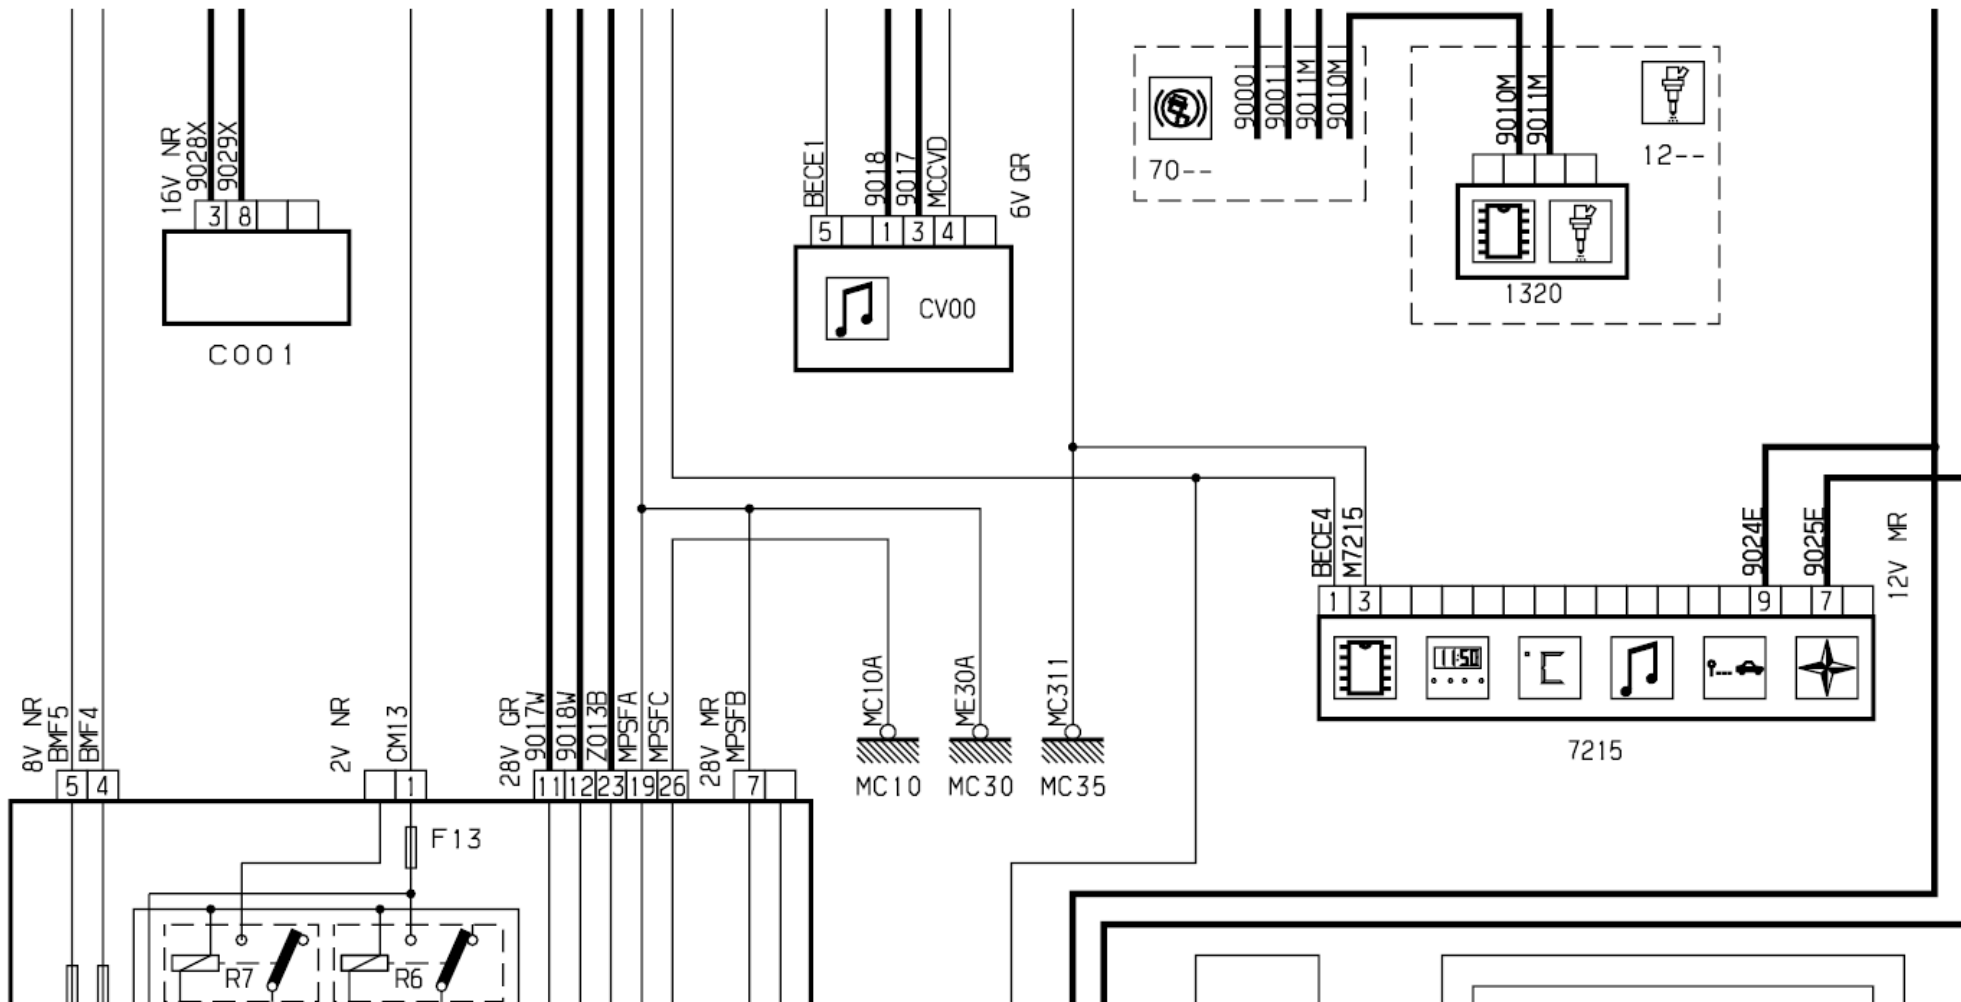 16V NR
9028X
9029X
3 8
C001
BECE1
9018
9017
MCCVD
6V GR
5 1 3 4
CV00
9000I
9001I
9011M
9010M
70--
9010M
9011M
12--
1320
BECE4
M7215
9024E
9025E
12V MR
1 3 9 7
11:50
°C
7215
8V NR
BMF5
BMF4
5 4
2V NR
CM13
1
28V GR
9017W
9018W
Z013B
MPSFA
MPSFC
11 12 23 19 26
28V MR
MPSFB
7
MC10A
ME30A
MC311
MC10 MC30 MC35
F13
R7 R6